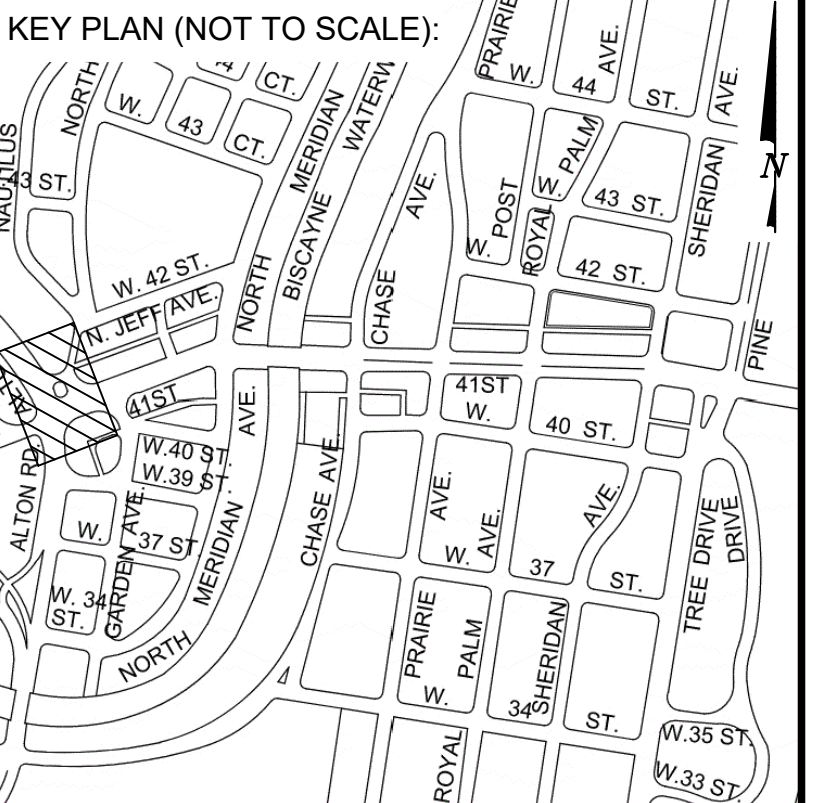 KEY PLAN (NOT TO SCALE):
PRAIRIE
W.
44
AVE.
ST.
AVE.
NORTH
W.
43
44
CT.
CT.
MERIDIAN
WATERW
NAUTILUS
43 ST.
AVE.
W.
PALM
POST
43 ST.
SHERIDAN
N
W. 42 ST.
NORTH
BISCAYNE
CHASE
W.
ROYAL
42 ST.
N. JEFF AVE.
PINE
41ST
AVE.
41ST
W.
40 ST.
W.40 ST.
W.39 ST.
ALTON RD.
W.
GARDEN AVE.
37 ST.
MERIDIAN
CHASE AVE.
AVE.
W.
AVE.
37
AVE.
ST.
TREE DRIVE
DRIVE
W. 34
ST.
NORTH
PRAIRIE
W.
PALM
34
SHERIDAN
ST.
ROYAL
W.35 ST.
W.33 ST.